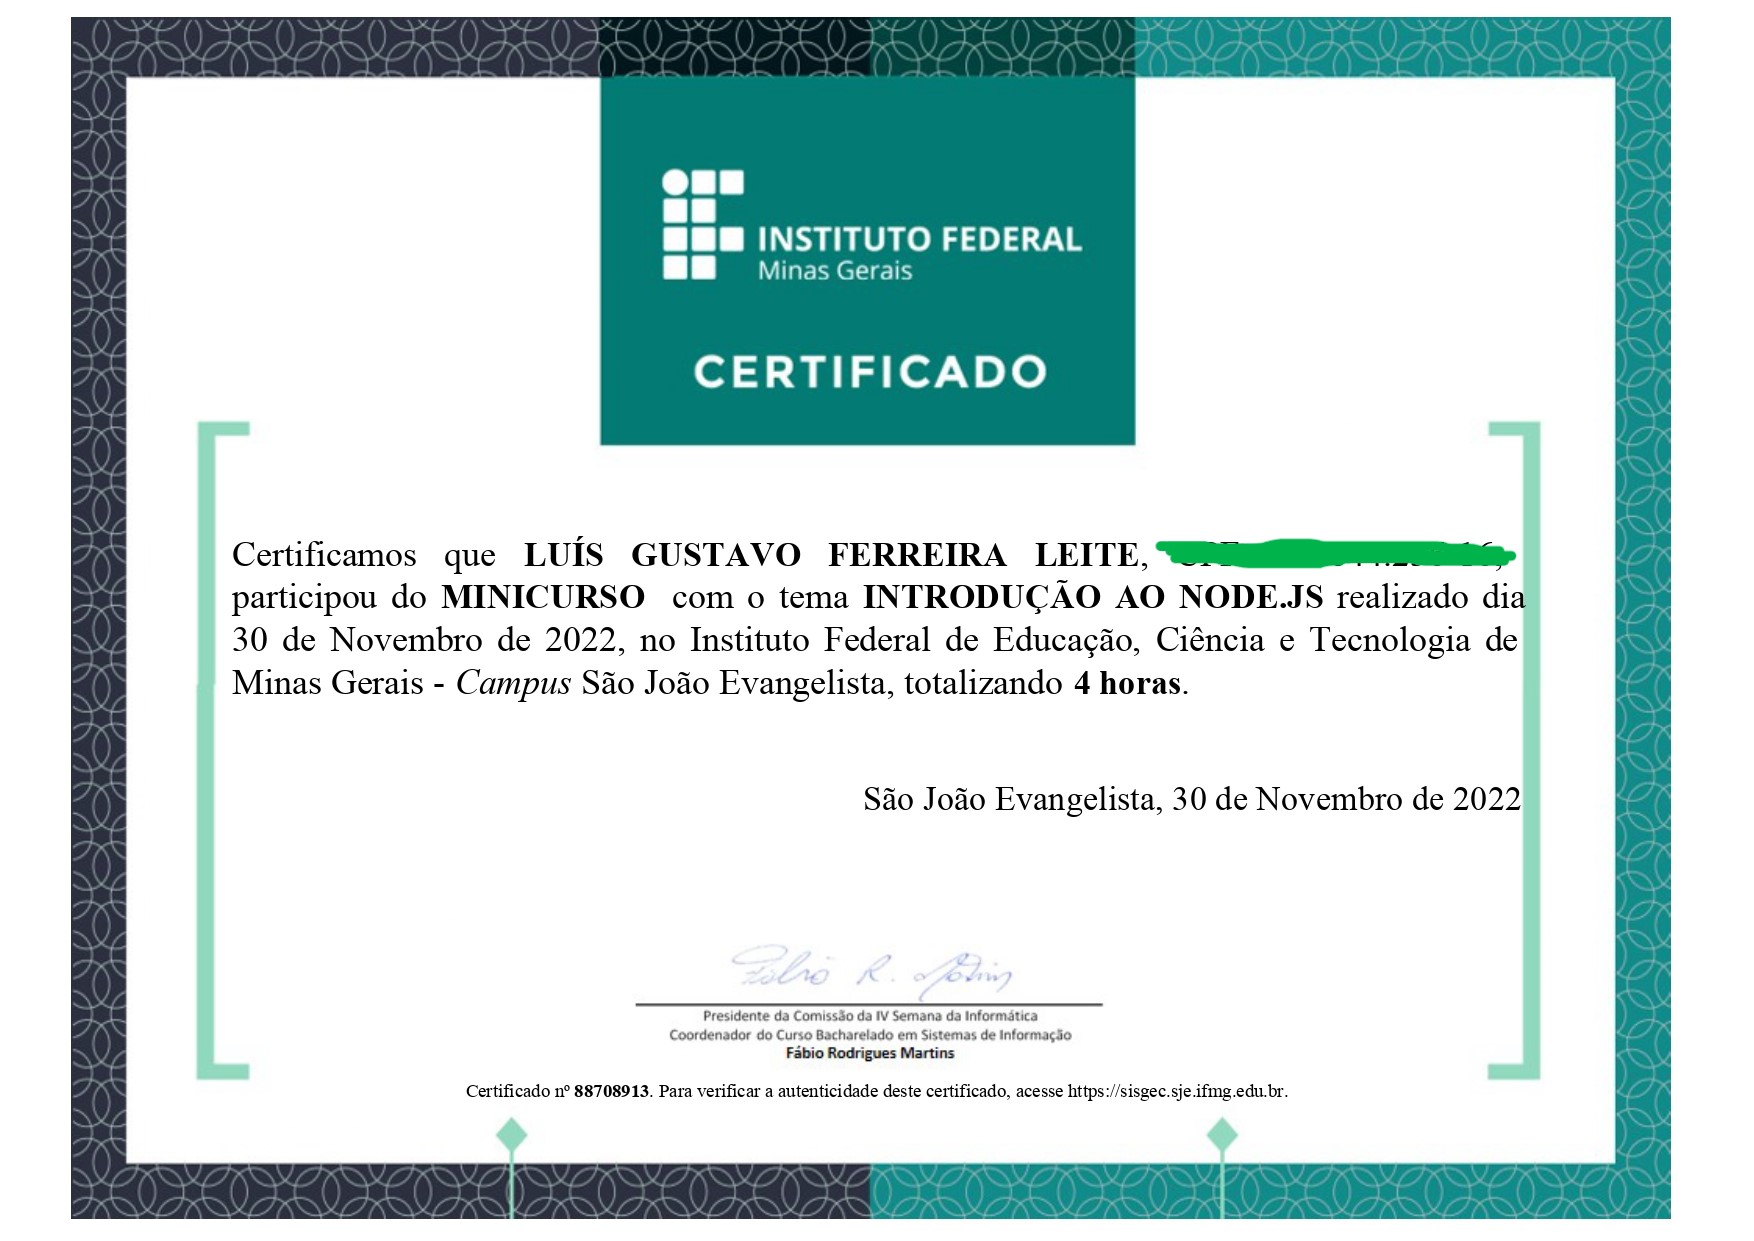 INSTITUTO FEDERAL
Minas Gerais
CERTIFICADO
Certificamos que LUÍS GUSTAVO FERREIRA LEITE,
participou do MINICURSO com o tema INTRODUÇÃO AO NODE.JS realizado dia
30 de Novembro de 2022, no Instituto Federal de Educação, Ciência e Tecnologia de
Minas Gerais - Campus São João Evangelista, totalizando 4 horas.
São João Evangelista, 30 de Novembro de 2022
Fábio R. Martins
Presidente da Comissão da IV Semana da Informática
Coordenador do Curso Bacharelado em Sistemas de Informação
Fábio Rodrigues Martins
Certificado nº 88708913. Para verificar a autenticidade deste certificado, acesse https://sisgec.sje.ifmg.edu.br.